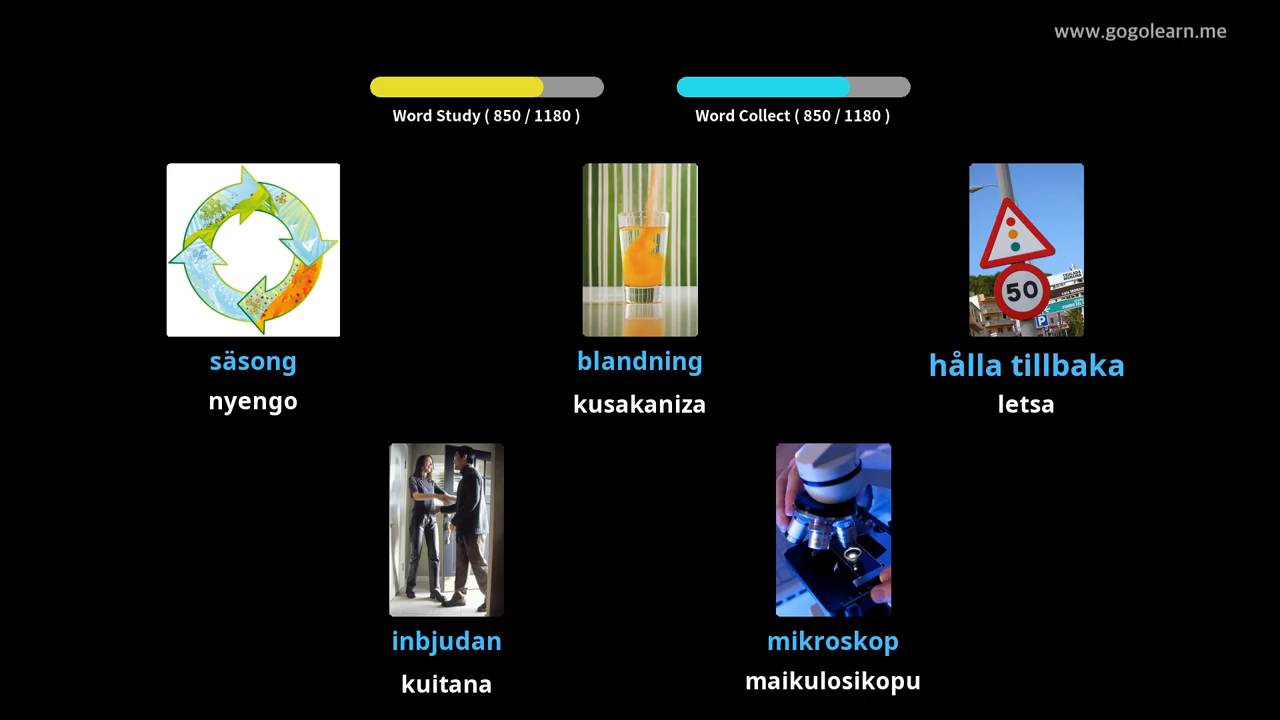 www.gogolearn.me
Word Study ( 850 / 1180 )
Word Collect ( 850 / 1180 )
50
P
säsong
blandning
hålla tillbaka
nyengo
kusakaniza
letsa
inbjudan
mikroskop
kuitana
maikulosikopu